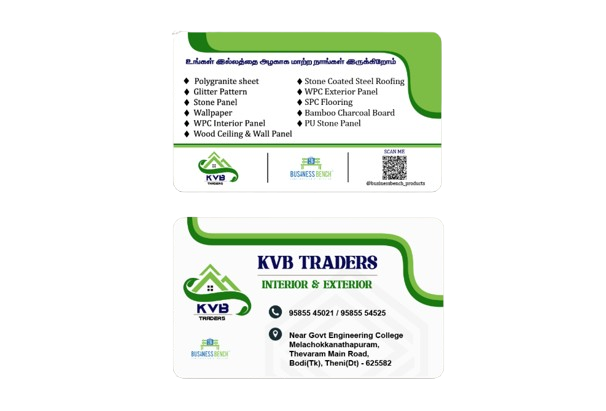 உங்கள் இல்லத்தை அழகாக மாற்ற நாங்கள் இருக்கிறோம்
♦ Polygranite sheet
♦ Glitter Pattern
♦ Stone Panel
♦ Wallpaper
♦ WPC Interior Panel
♦ Wood Ceiling & Wall Panel
♦ Stone Coated Steel Roofing
♦ WPC Exterior Panel
♦ SPC Flooring
♦ Bamboo Charcoal Board
♦ PU Stone Panel
KVB
TRADERS
BUSINESS BENCH
SCAN ME
@businessbench_products
KVB TRADERS
INTERIOR & EXTERIOR
KVB
TRADERS
95855 45021 / 95855 54525
Near Govt Engineering College
Melachokkanathapuram,
Thevaram Main Road,
Bodi(Tk), Theni(Dt) - 625582
BUSINESS BENCH